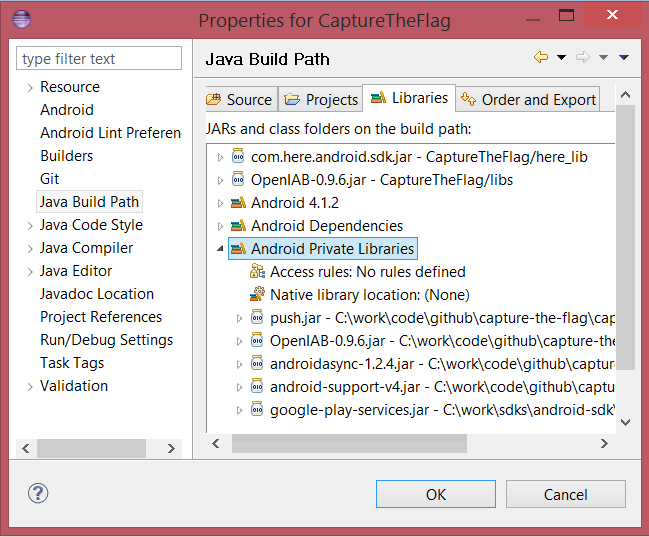 Properties for CaptureTheFlag
type filter text
Resource
Android
Android Lint Preferen
Builders
Git
Java Build Path
Java Code Style
Java Compiler
Java Editor
Javadoc Location
Project References
Run/Debug Settings
Task Tags
Validation
Java Build Path
Source Projects Libraries Order and Export
JARs and class folders on the build path:
com.here.android.sdk.jar - CaptureTheFlag/here_lib
OpenIAB-0.9.6.jar - CaptureTheFlag/libs
Android 4.1.2
Android Dependencies
Android Private Libraries
Access rules: No rules defined
Native library location: (None)
push.jar - C:\work\code\github\capture-the-flag\cap
OpenIAB-0.9.6.jar - C:\work\code\github\capture-the
androidasync-1.2.4.jar - C:\work\code\github\captur
android-support-v4.jar - C:\work\code\github\captu
google-play-services.jar - C:\work\sdks\android-sdk\
OK Cancel